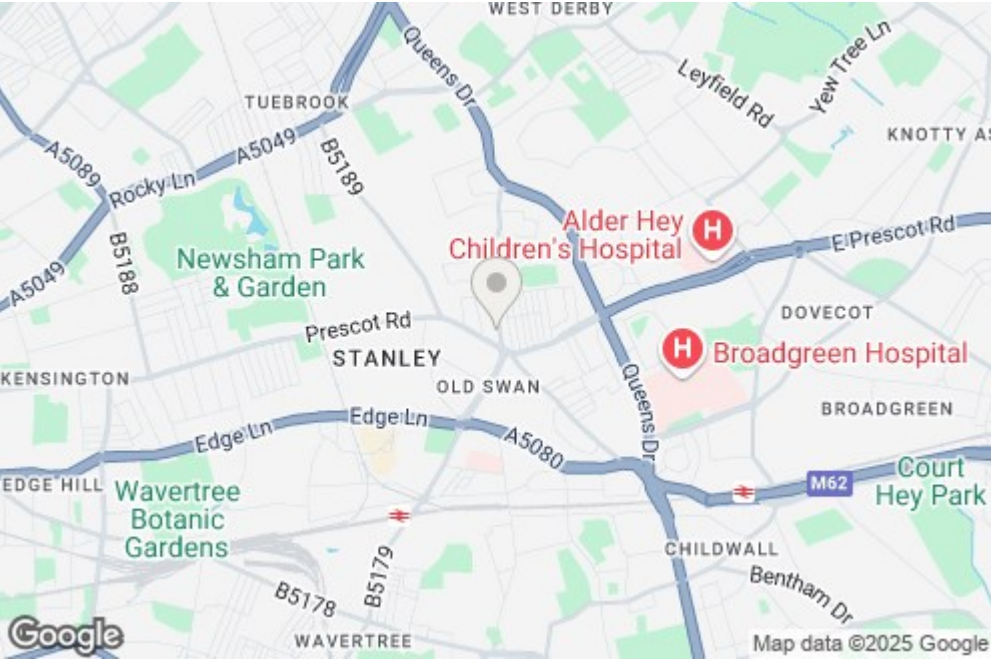 WEST DERBY
Queens Dr
Yew Tree Ln
Leyfield Rd
TUEBROOK
KNOTTY AS
A5049
A5089
B5189
Rocky Ln
Alder Hey
Children's Hospital
H
E Prescot Rd
B5188
A5049
Newsham Park
& Garden
Prescot Rd
DOVECOT
STANLEY
H
Broadgreen Hospital
KENSINGTON
OLD SWAN
Queens Dr
BROADGREEN
Edge Ln
Edge Ln
A5080
EDGE HILL
Wavertree
Botanic
Gardens
M62
Court
Hey Park
B5179
CHILDWALL
Bentham Dr
B5178
WAVERTREE
Google
Map data ©2025 Google